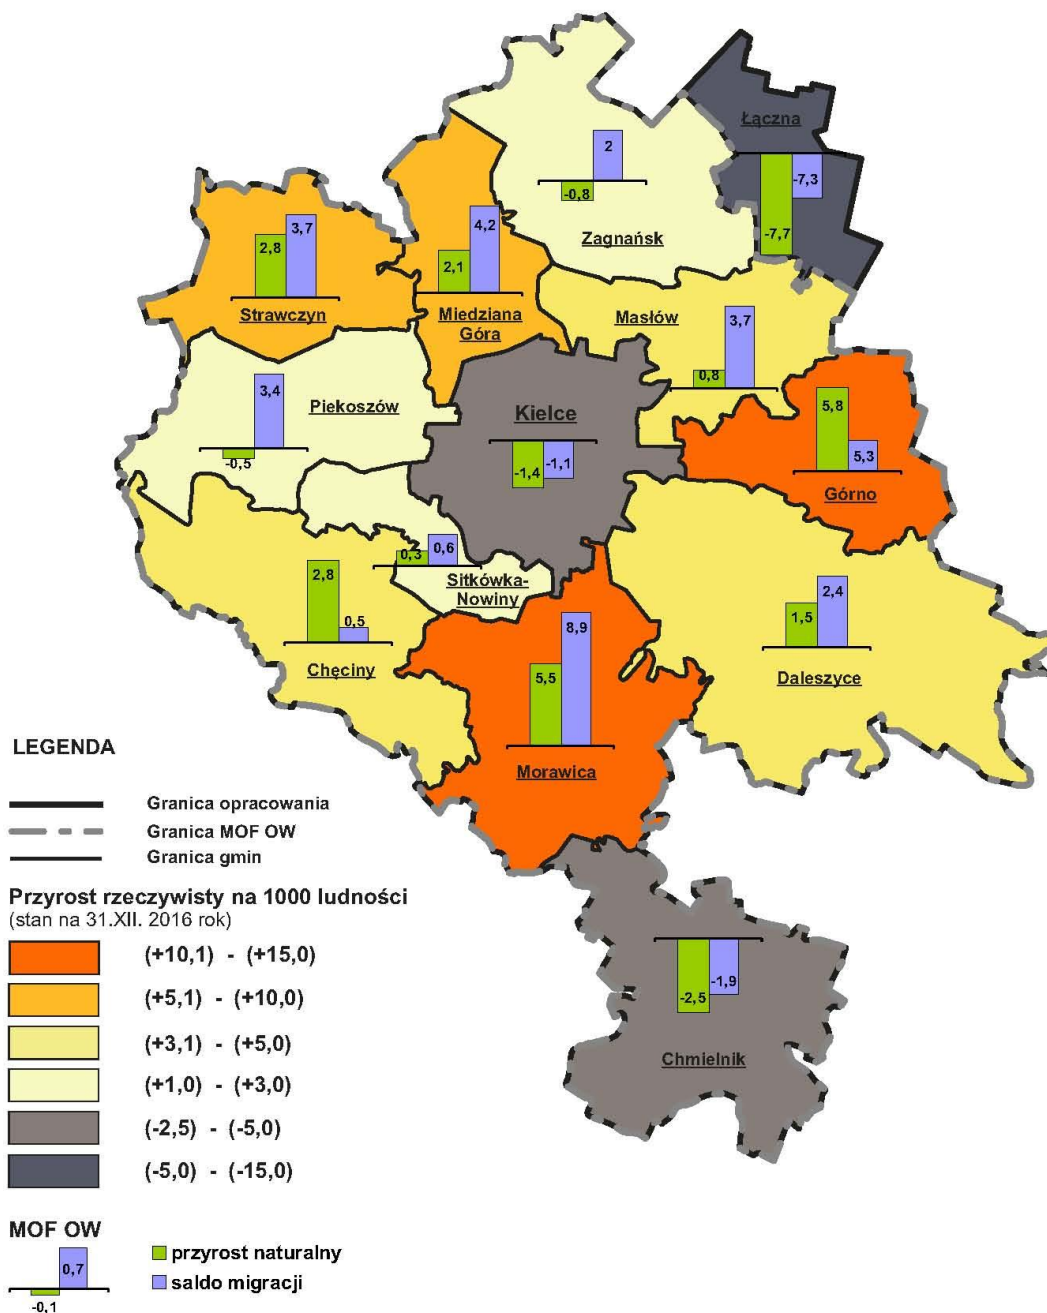 Łączna
-7,3
-7,7
2
-0,8
Zagnańsk
3,7
2,8
Strawczyn
4,2
2,1
Miedziana
Góra
Masłów
3,7
0,8
3,4
Piekoszów
-0,5
Kielce
-1,4
-1,1
5,8
5,3
Górno
0,3
0,6
Sitkówka-
Nowiny
2,8
0,5
Chęciny
8,9
5,5
Morawica
2,4
1,5
Daleszyce
-2,5
-1,9
Chmielnik
LEGENDA
Granica opracowania
Granica MOF OW
Granica gmin
Przyrost rzeczywisty na 1000 ludności
(stan na 31.XII. 2016 rok)
(+10,1) - (+15,0)
(+5,1) - (+10,0)
(+3,1) - (+5,0)
(+1,0) - (+3,0)
(-2,5) - (-5,0)
(-5,0) - (-15,0)
MOF OW
0,7
-0,1
przyrost naturalny
saldo migracji